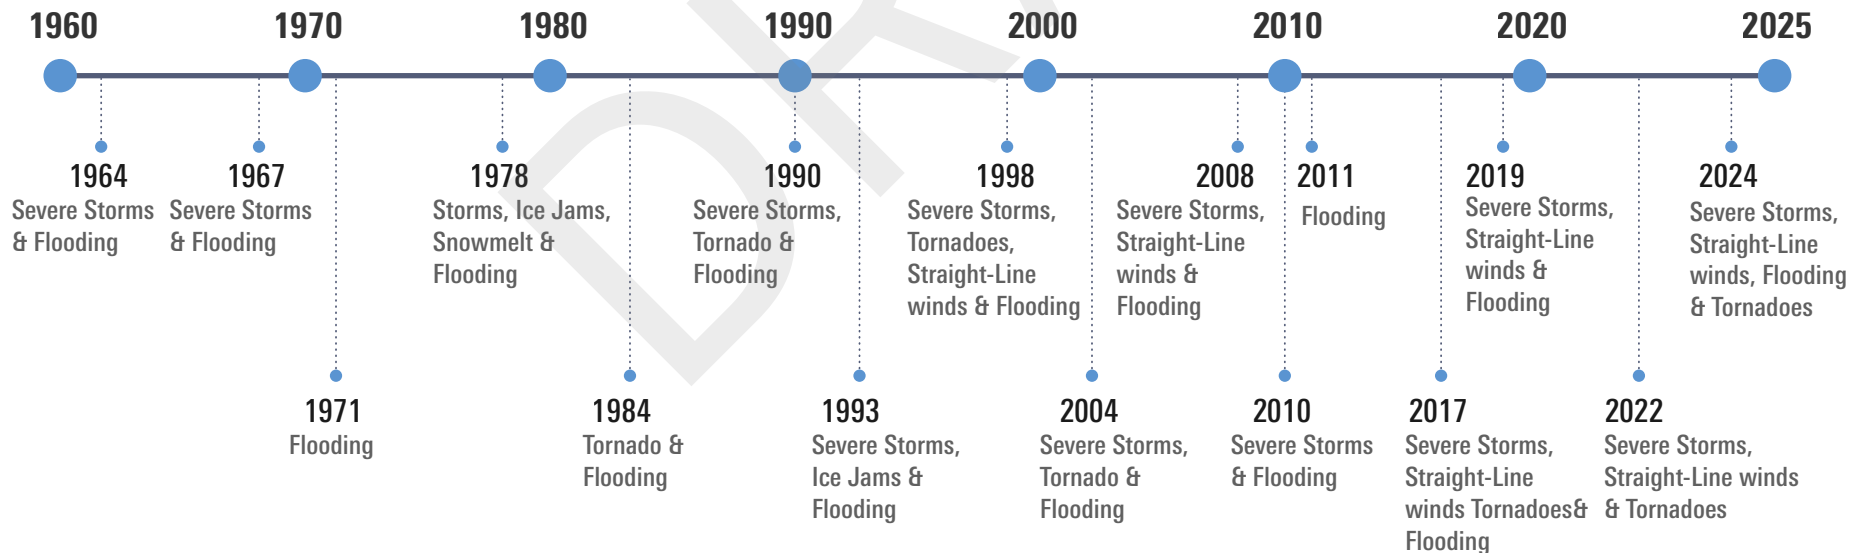 1960 1970 1980 1990 2000 2010 2020 2025
1964
Severe Storms
& Flooding
1967
Severe Storms
& Flooding
1978
Storms, Ice Jams,
Snowmelt &
Flooding
1990
Severe Storms,
Tornado &
Flooding
1998
Severe Storms,
Tornadoes,
Straight-Line
winds & Flooding
2008
Severe Storms,
Straight-Line
winds &
Flooding
2011
Flooding
2019
Severe Storms,
Straight-Line
winds &
Flooding
2024
Severe Storms,
Straight-Line
winds, Flooding
& Tornadoes
1971
Flooding
1984
Tornado &
Flooding
1993
Severe Storms,
Ice Jams &
Flooding
2004
Severe Storms,
Tornado &
Flooding
2010
Severe Storms
& Flooding
2017
Severe Storms,
Straight-Line
winds Tornadoes&
Flooding
2022
Severe Storms,
Straight-Line winds
& Tornadoes